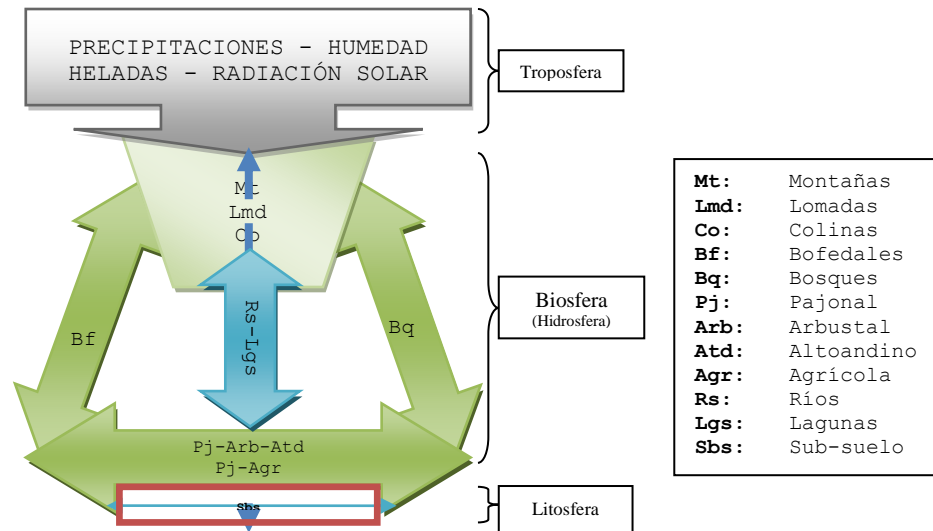 PRECIPITACIONES - HUMEDAD
HELADAS - RADIACIÓN SOLAR
Troposfera
Mt
Lmd
Co
Bf
Rs-Lgs
Bq
Pj-Arb-Atd
Pj-Agr
Sbs
Biosfera
(Hidrosfera)
Litosfera
Mt: Montañas
Lmd: Lomadas
Co: Colinas
Bf: Bofedales
Bq: Bosques
Pj: Pajonal
Arb: Arbustal
Atd: Altoandino
Agr: Agrícola
Rs: Ríos
Lgs: Lagunas
Sbs: Sub-suelo